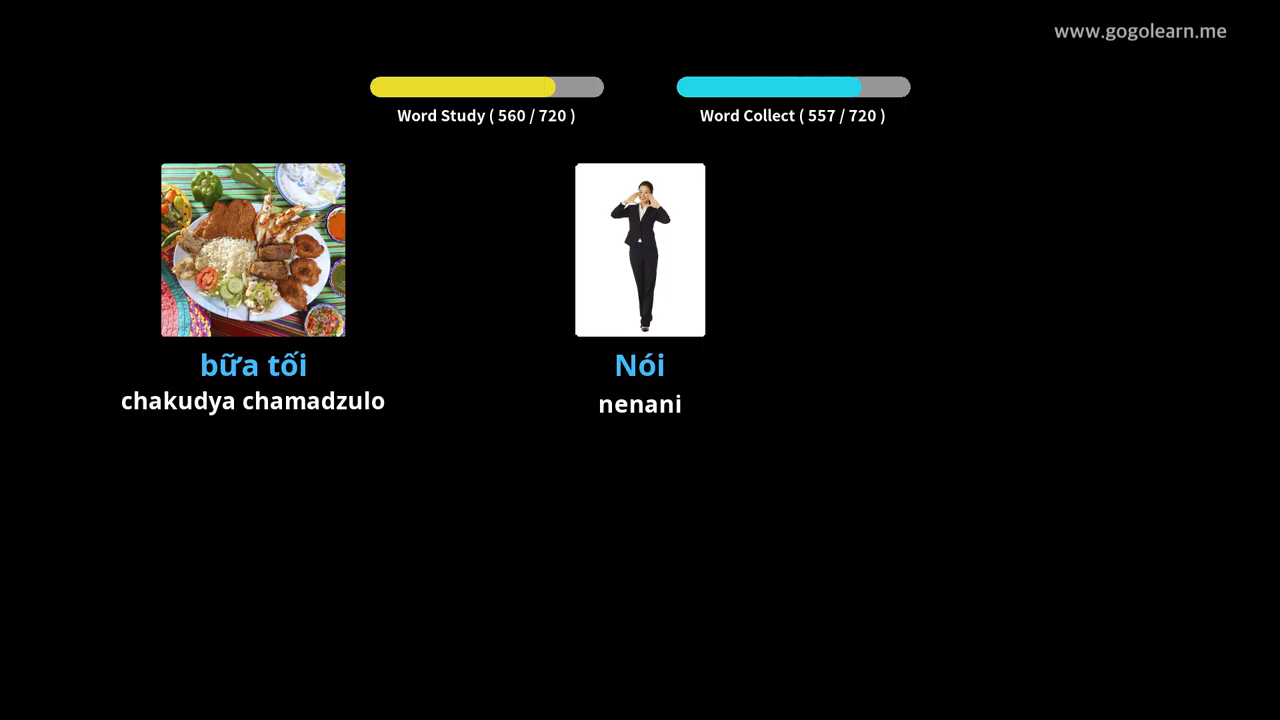 www.gogolearn.me
Word Study ( 560 / 720 )
Word Collect ( 557 / 720 )
bữa tối
chakudya chamadzulo
Nói
nenani